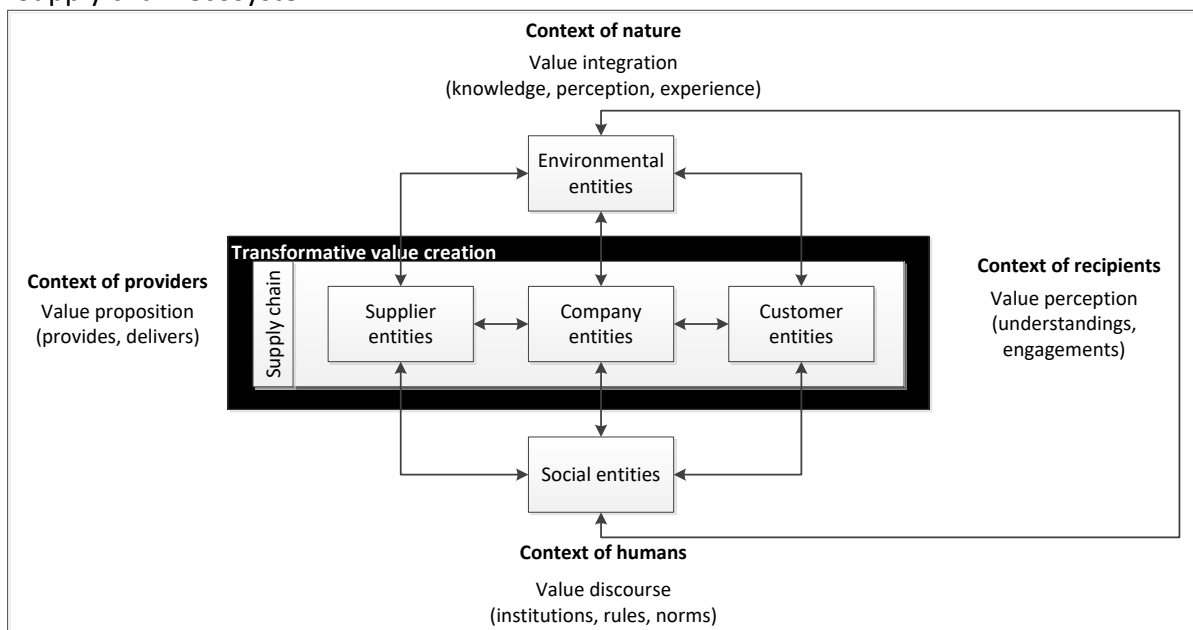 Context of nature
Value integration
(knowledge, perception, experience)
Environmental
entities
Transformative value creation
Context of providers
Value proposition
(provides, delivers)
Supply chain
Supplier
entities
Company
entities
Customer
entities
Context of recipients
Value perception
(understandings,
engagements)
Social entities
Context of humans
Value discourse
(institutions, rules, norms)